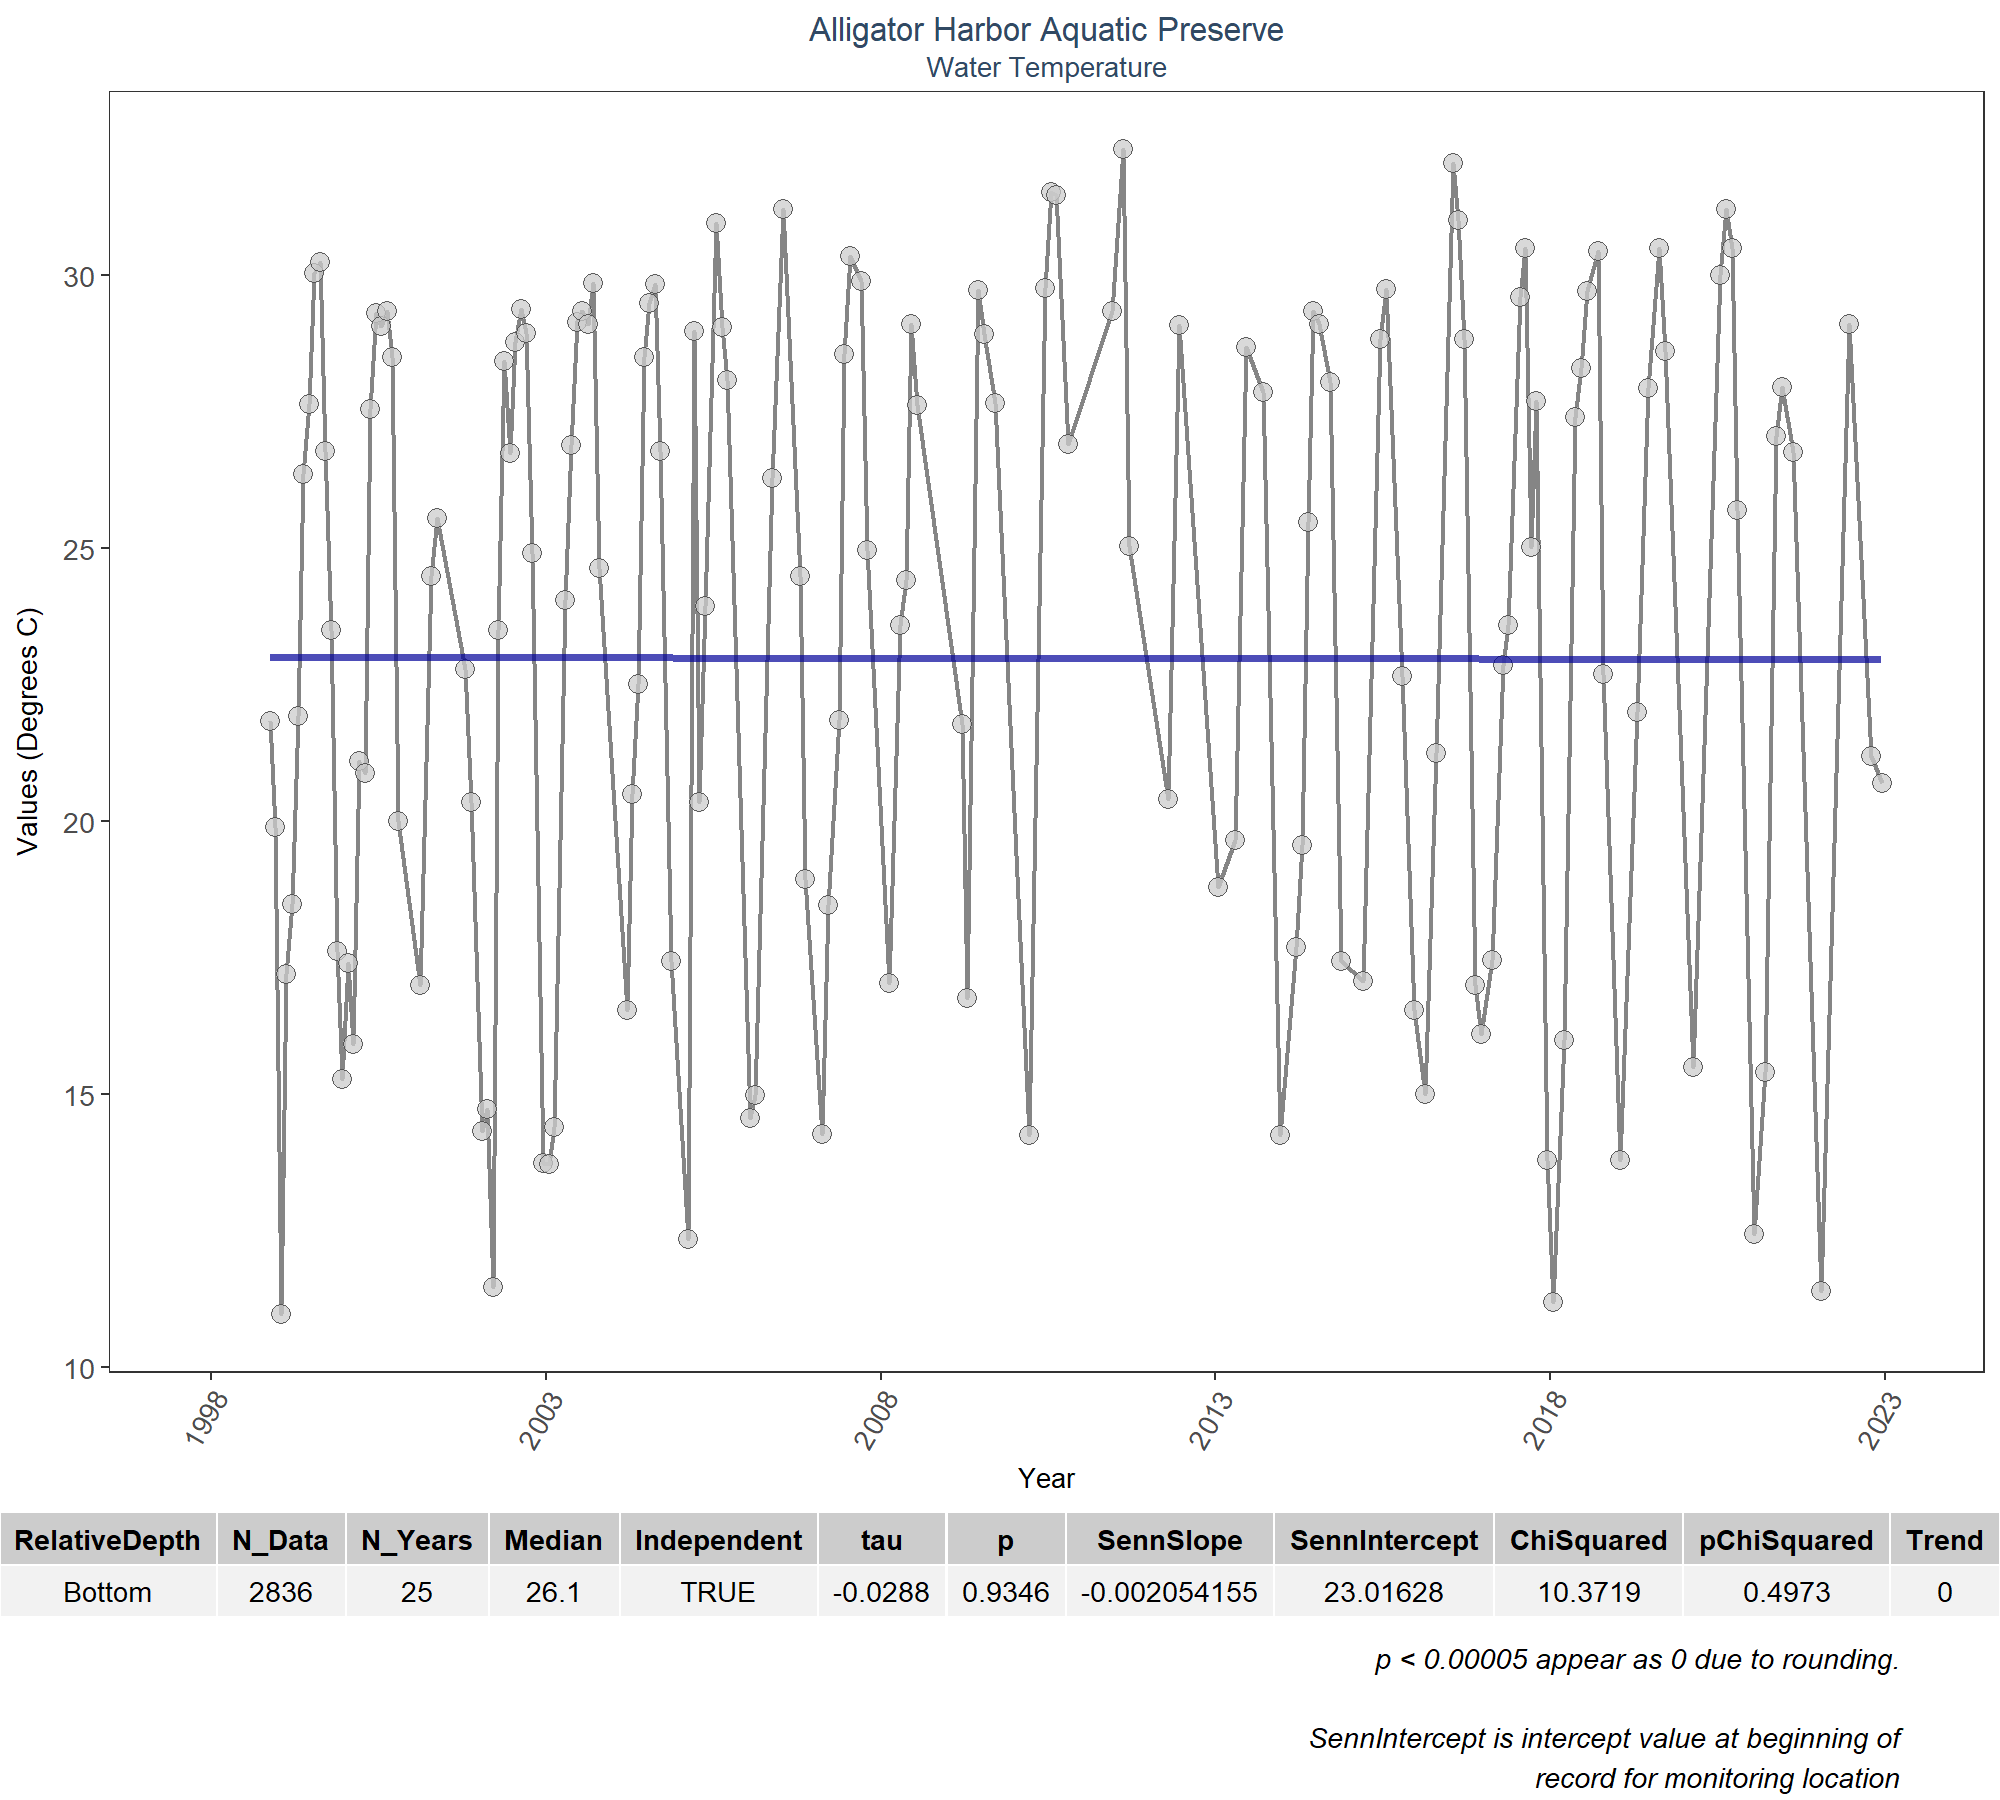 Alligator Harbor Aquatic Preserve
Water Temperature
Values (Degrees C)
30
25
20
15
10
1998
2003
2008
2013
2018
2023
Year
RelativeDepth N_Data N_Years Median Independent tau p SennSlope SennIntercept ChiSquared pChiSquared Trend
Bottom 2836 25 26.1 TRUE -0.0288 0.9346 -0.002054155 23.01628 10.3719 0.4973 0
p < 0.00005 appear as 0 due to rounding.
SennIntercept is intercept value at beginning of
record for monitoring location